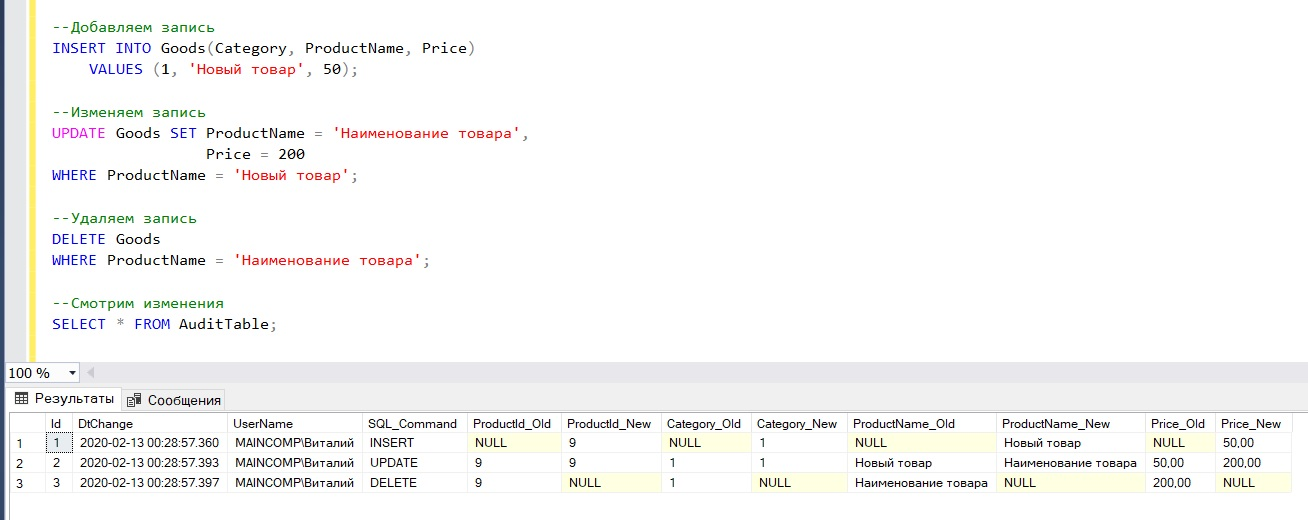 --Добавляем запись
INSERT INTO Goods(Category, ProductName, Price)
VALUES (1, 'Новый товар', 50);
--Изменяем запись
UPDATE Goods SET ProductName = 'Наименование товара',
Price = 200
WHERE ProductName = 'Новый товар';
--Удаляем запись
DELETE Goods
WHERE ProductName = 'Наименование товара';
--Смотрим изменения
SELECT * FROM AuditTable;
100 %
Результаты Сообщения
Id DtChange UserName SQL_Command ProductId_Old ProductId_New Category_Old Category_New ProductName_Old ProductName_New Price_Old Price_New
1 1 2020-02-13 00:28:57.360 MAINCOMP\Виталий INSERT NULL 9 NULL 1 NULL Новый товар NULL 50,00
2 2 2020-02-13 00:28:57.393 MAINCOMP\Виталий UPDATE 9 9 1 1 Новый товар Наименование товара 50,00 200,00
3 3 2020-02-13 00:28:57.397 MAINCOMP\Виталий DELETE 9 NULL 1 NULL Наименование товара NULL 200,00 NULL